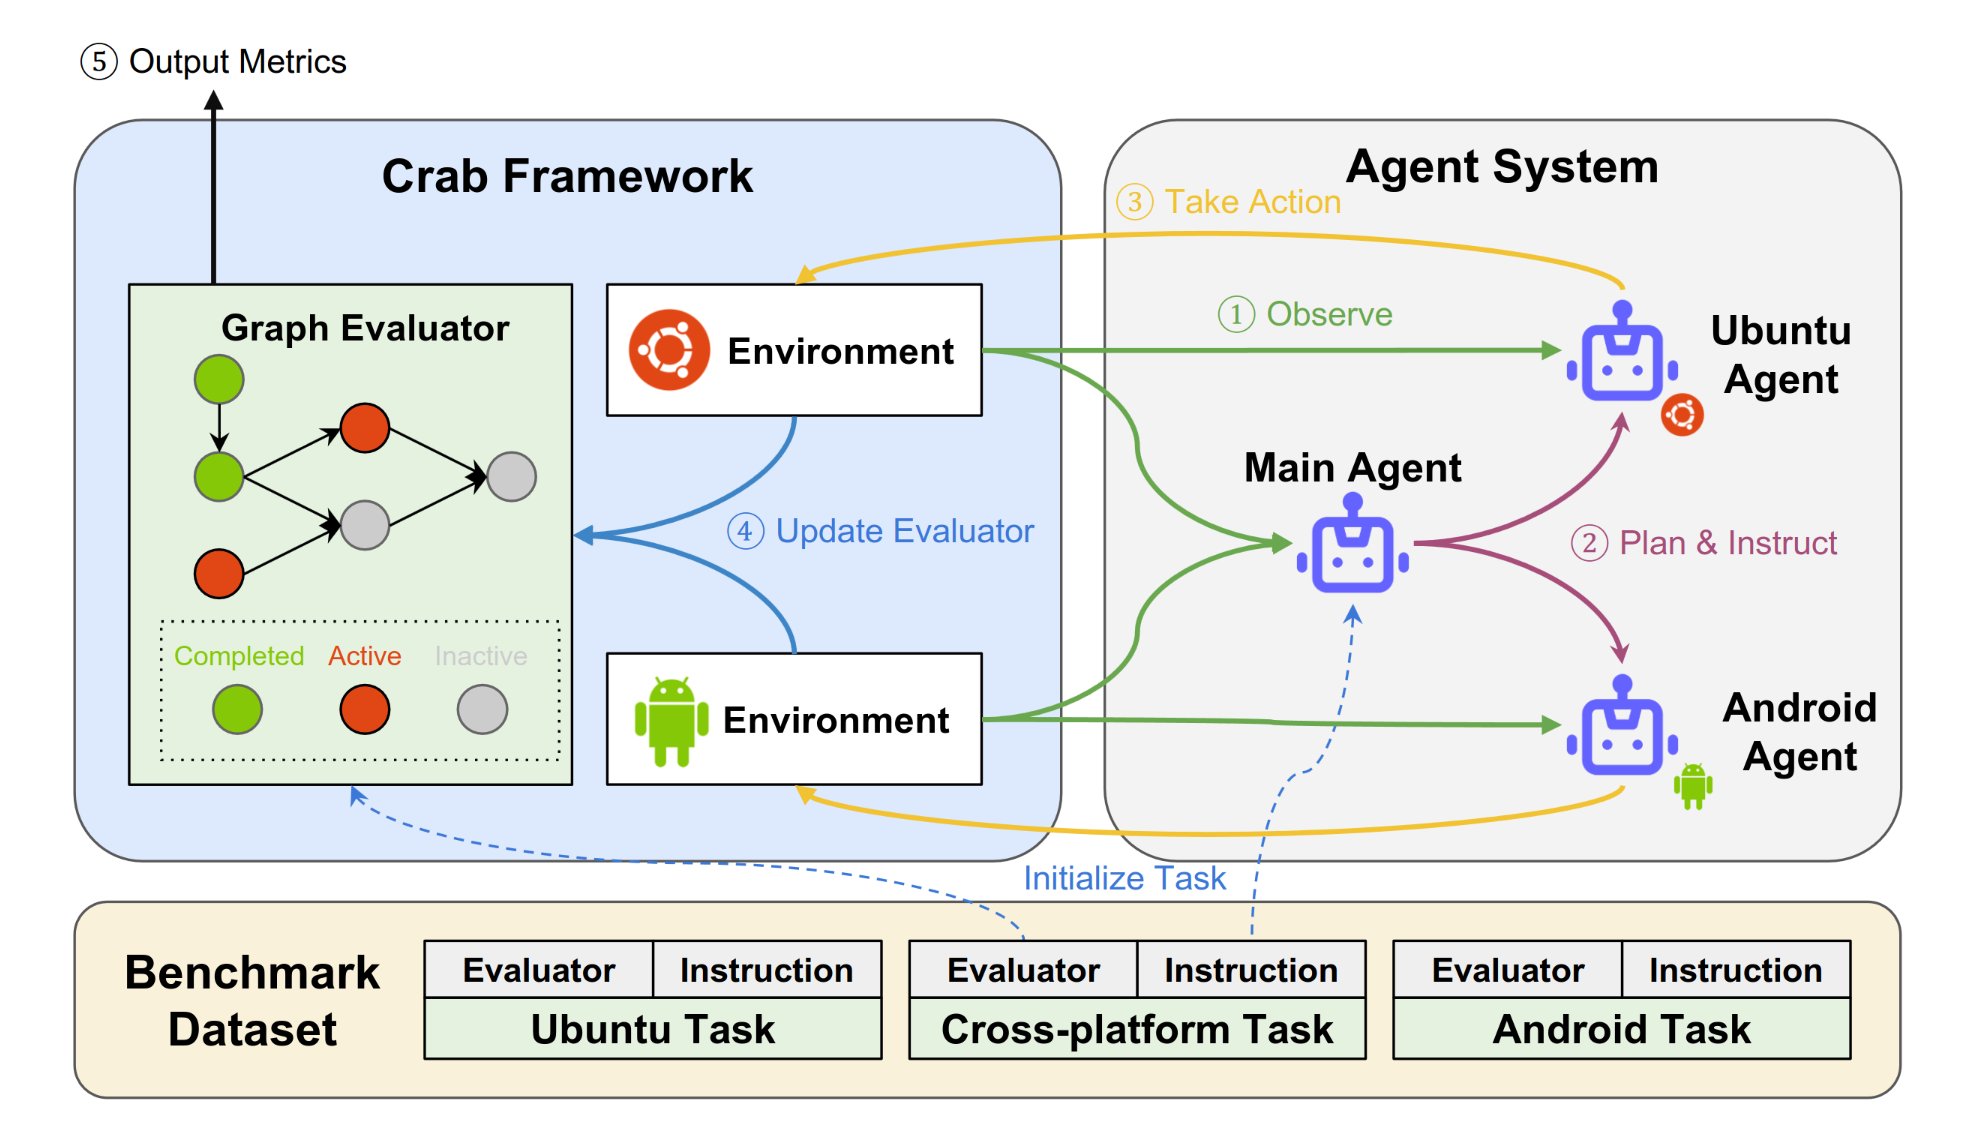 ⑤ Output Metrics
Crab Framework
Agent System
③ Take Action
Graph Evaluator
Environment
① Observe
Ubuntu
Agent
Main Agent
④ Update Evaluator
② Plan & Instruct
Completed Active Inactive
Environment
Android
Agent
Initialize Task
Benchmark
Dataset
Evaluator Instruction
Ubuntu Task
Evaluator Instruction
Cross-platform Task
Evaluator Instruction
Android Task